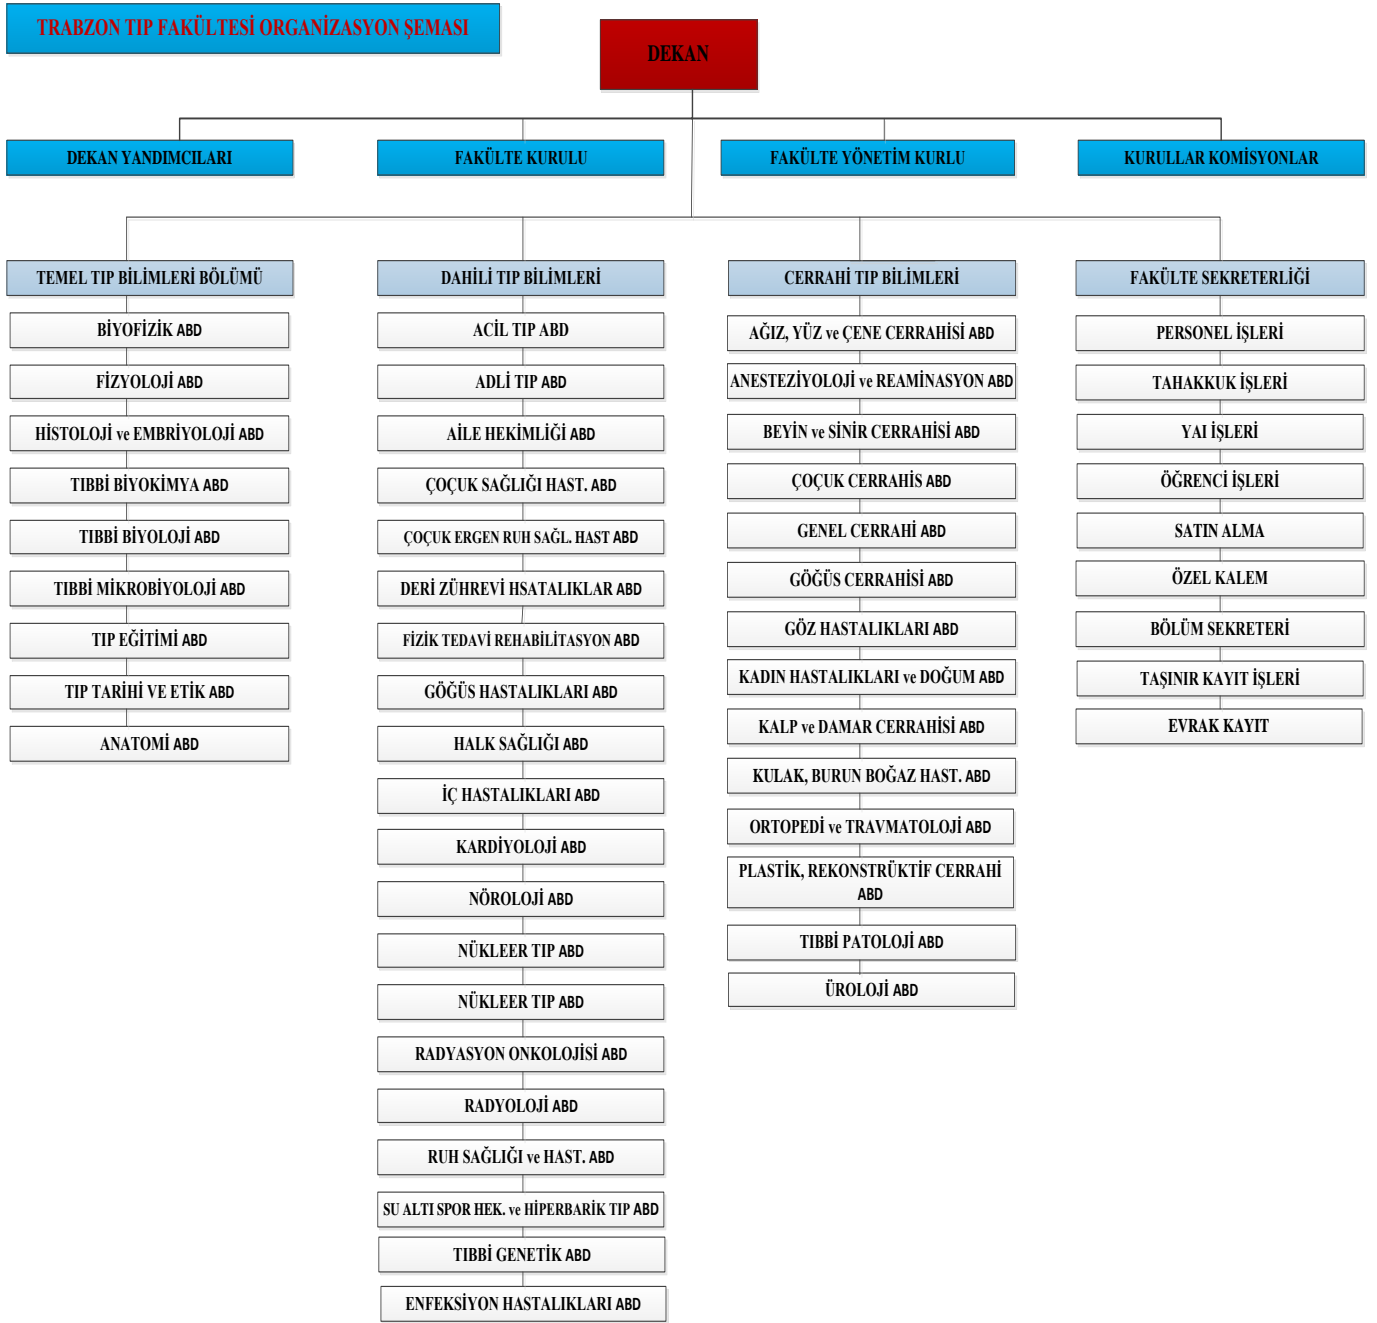 TRABZON TIP FAKÜLTESİ ORGANİZASYON ŞEMASI
DEKAN
DEKAN YANDIMCILARI
FAKÜLTE KURULU
FAKÜLTE YÖNETİM KURLU
KURULLAR KOMİSYONLAR
TEMEL TIP BİLİMLERİ BÖLÜMÜ
BİYOFİZİK ABD
FİZYOLOJİ ABD
HİSTOLOJİ ve EMBRİYOLOJİ ABD
TIBBİ BİYOKİMYA ABD
TIBBİ BİYOLOJİ ABD
TIBBİ MİKROBİYOLOJİ ABD
TIP EĞİTİMİ ABD
TIP TARİHİ VE ETİK ABD
ANATOMİ ABD
DAHİLİ TIP BİLİMLERİ
ACİL TIP ABD
ADLİ TIP ABD
AİLE HEKİMLİĞİ ABD
ÇOÇUK SAĞLIĞI HAST. ABD
ÇOÇUK ERGEN RUH SAĞL. HAST ABD
DERİ ZÜHREVİ HSATALIKLAR ABD
FİZİK TEDAVİ REHABİLİTASYON ABD
GÖĞÜS HASTALIKLARI ABD
HALK SAĞLIĞI ABD
İÇ HASTALIKLARI ABD
KARDİYOLOJİ ABD
NÖROLOJİ ABD
NÜKLEER TIP ABD
NÜKLEER TIP ABD
RADYASYON ONKOLOJİSİ ABD
RADYOLOJİ ABD
RUH SAĞLIĞI ve HAST. ABD
SU ALTI SPOR HEK. ve HİPERBARİK TIP ABD
TIBBİ GENETİK ABD
ENFEKSİYON HASTALIKLARI ABD
CERRAHİ TIP BİLİMLERİ
AĞIZ, YÜZ ve ÇENE CERRAHİSİ ABD
ANESTEZİYOLOJİ ve REAMİNASYON ABD
BEYİN ve SİNİR CERRAHİSİ ABD
ÇOÇUK CERRAHİS ABD
GENEL CERRAHİ ABD
GÖĞÜS CERRAHİSİ ABD
GÖZ HASTALIKLARI ABD
KADIN HASTALIKLARI ve DOĞUM ABD
KALP ve DAMAR CERRAHİSİ ABD
KULAK, BURUN BOĞAZ HAST. ABD
ORTOPEDİ ve TRAVMATOLOJİ ABD
PLASTİK, REKONSTRÜKTİF CERRAHİ
ABD
TIBBİ PATOLOJİ ABD
ÜROLOJİ ABD
FAKÜLTE SEKRETERLİĞİ
PERSONEL İŞLERİ
TAHAKKUK İŞLERİ
YAI İŞLERİ
ÖĞRENCİ İŞLERİ
SATIN ALMA
ÖZEL KALEM
BÖLÜM SEKRETERİ
TAŞINIR KAYIT İŞLERİ
EVRAK KAYIT